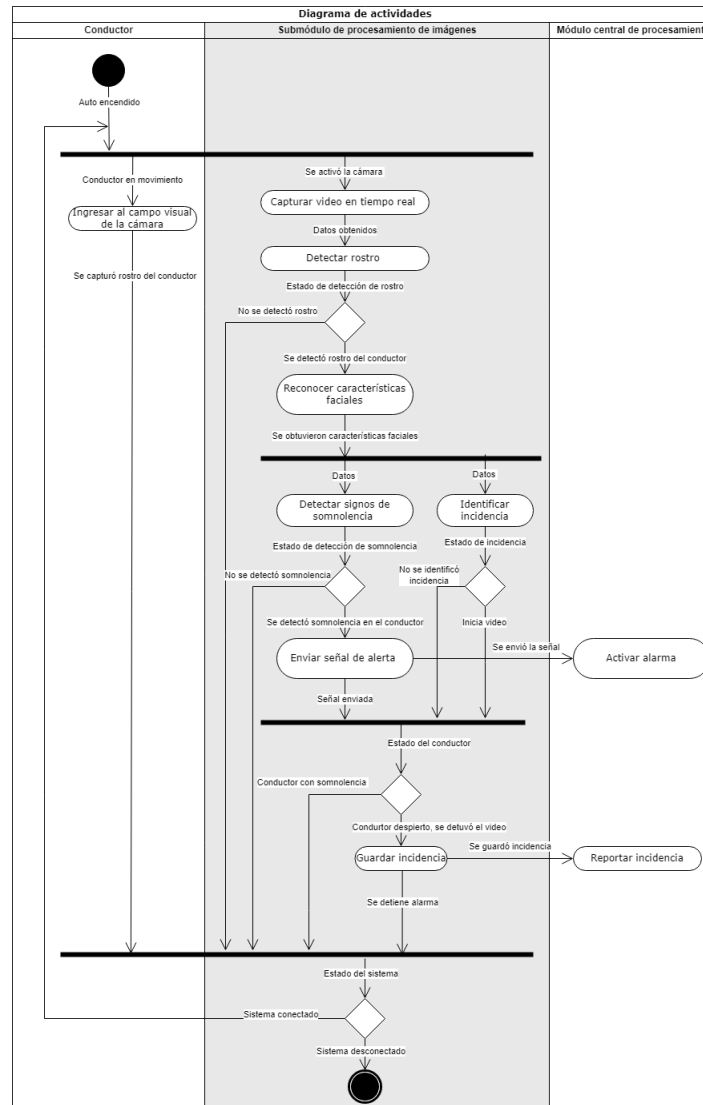 Diagrama de actividades
Conductor
Submódulo de procesamiento de imágenes
Módulo central de procesamient
Auto encendido
Conductor en movimiento
Se activó la cámara
Ingresar al campo visual
de la cámara
Capturar video en tiempo real
Datos obtenidos
Detectar rostro
Se capturó rostro del conductor
Estado de detección de rostro
No se detectó rostro
Se detectó rostro del conductor
Reconocer características
faciales
Se obtuvieron características faciales
Datos
Datos
Detectar signos de
somnolencia
Identificar
incidencia
Estado de detección de somnolencia
Estado de incidencia
No se detectó somnolencia
No se identificó
incidencia
Se detectó somnolencia en el conductor
Inicia video
Enviar señal de alerta
Se envió la señal
Activar alarma
Señal enviada
Estado del conductor
Conductor con somnolencia
Condurtor despierto, se detuvó el video
Guardar incidencia
Se guardó incidencia
Reportar incidencia
Se detiene alarma
Estado del sistema
Sistema conectado
Sistema desconectado